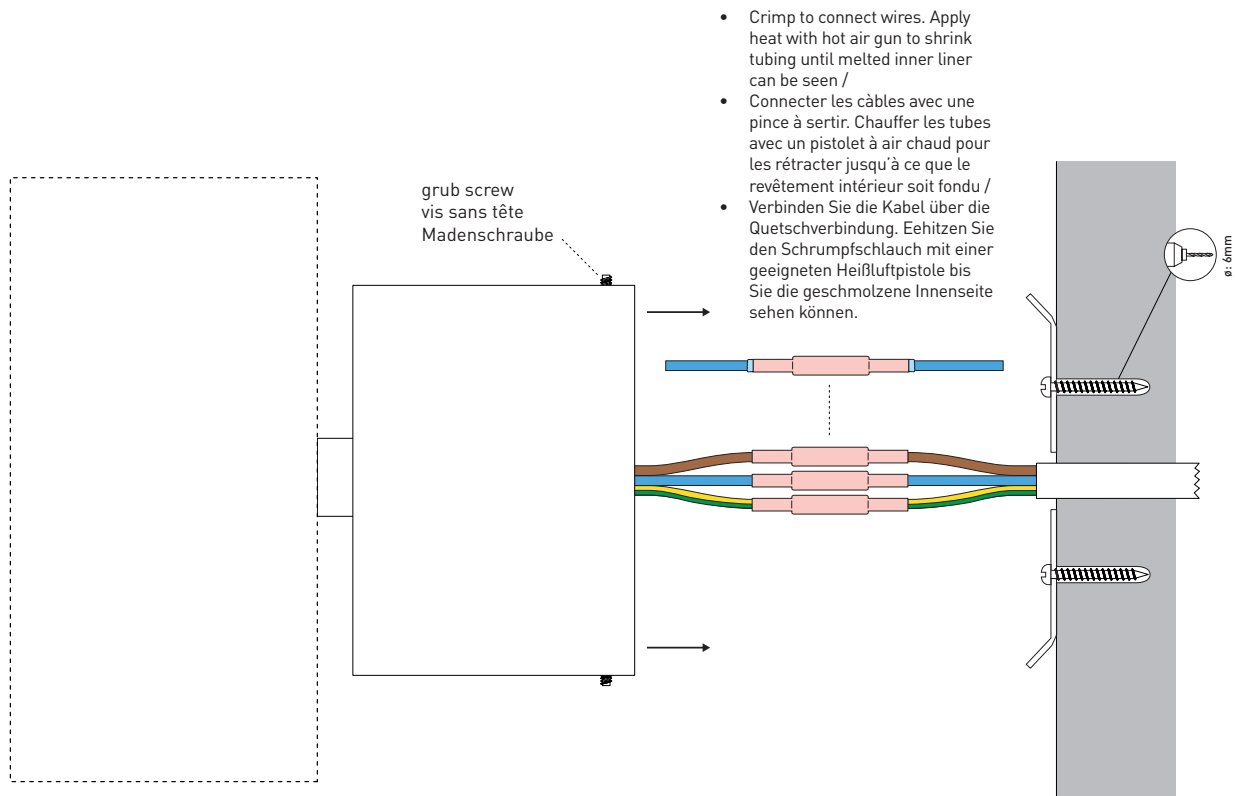 • Crimp to connect wires. Apply
heat with hot air gun to shrink
tubing until melted inner liner
can be seen /
• Connecter les càbles avec une
pince à sertir. Chauffer les tubes
avec un pistolet à air chaud pour
les rétracter jusqu'à ce que le
revêtement intérieur soit fondu /
• Verbinden Sie die Kabel über die
Quetschverbindung. Eehitzen Sie
den Schrumpfschlauch mit einer
geeigneten Heißluftpistole bis
Sie die geschmolzene Innenseite
sehen können.
grub screw
vis sans tête
Madenschraube
ø: 6mm